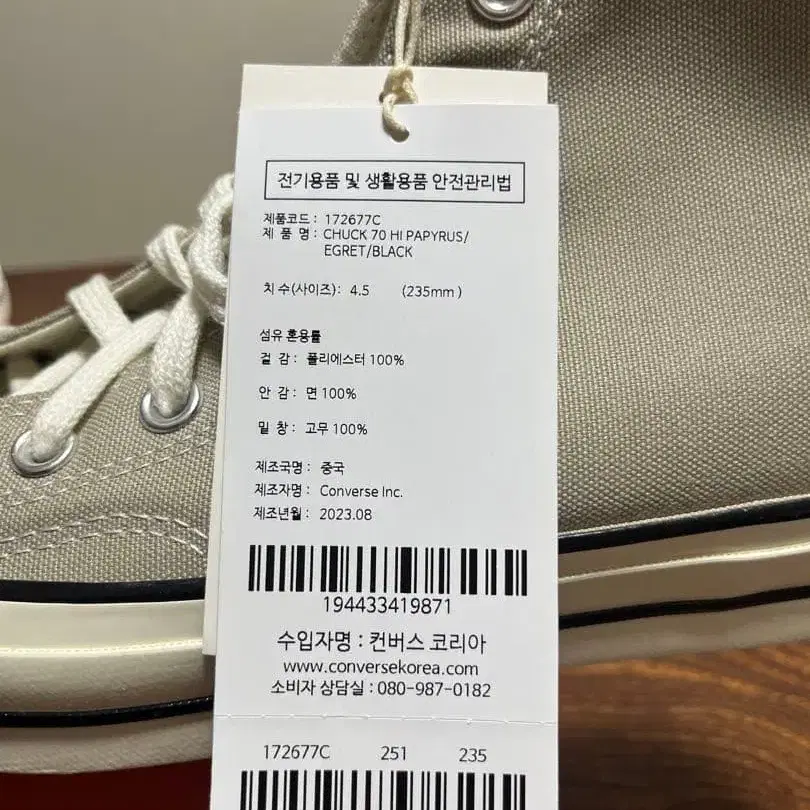 전기용품 및 생활용품 안전관리법
제품코드 : 172677C
제 품 명 : CHUCK 70 HI PAPYRUS/
EGRET/BLACK
치 수(사이즈) : 4.5 (235mm )
섬유 혼용률
겉 감 : 폴리에스터 100%
안 감 : 면 100%
밑 창 : 고무 100%
제조국명 : 중국
제조자명 : Converse Inc.
제조년월 : 2023.08
194433419871
수입자명 : 컨버스 코리아
www.conversekorea.com
소비자 상담실 : 080-987-0182
172677C 251 235